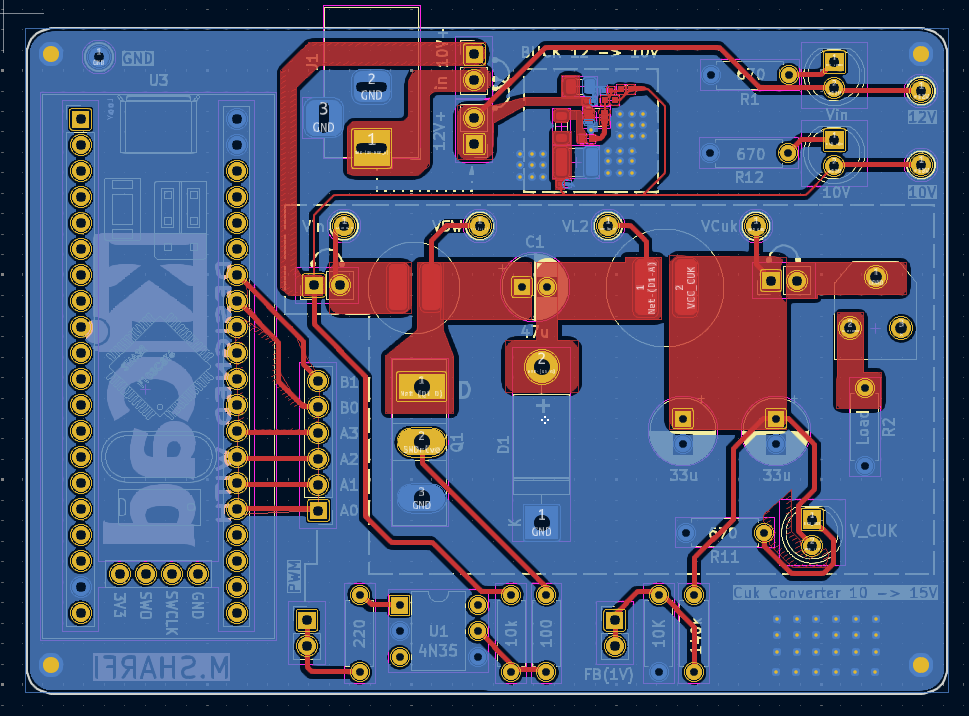 GND
U3
J1
In 10V+
BUCK 12 -> 10V
2
GND
3
GND
1
12V+
670
R1
Vin
12V
670
R12
10V
10V
Vin
VSW
VL2
VCuk
C1
47u
1
Net-(D1-A)
2
VCC_CUK
KiCad
B1
B0
A3
A2
A1
A0
1
D
2
Q1
3
GND
2
D1
K
1
GND
33u
33u
Load
R2
670
R11
V_CUK
Cuk Converter 10 -> 15V
3V3
SWD
SWCLK
GND
PWM
220
U1
4N35
10k
100
FB(1V)
10K
M.SHARF